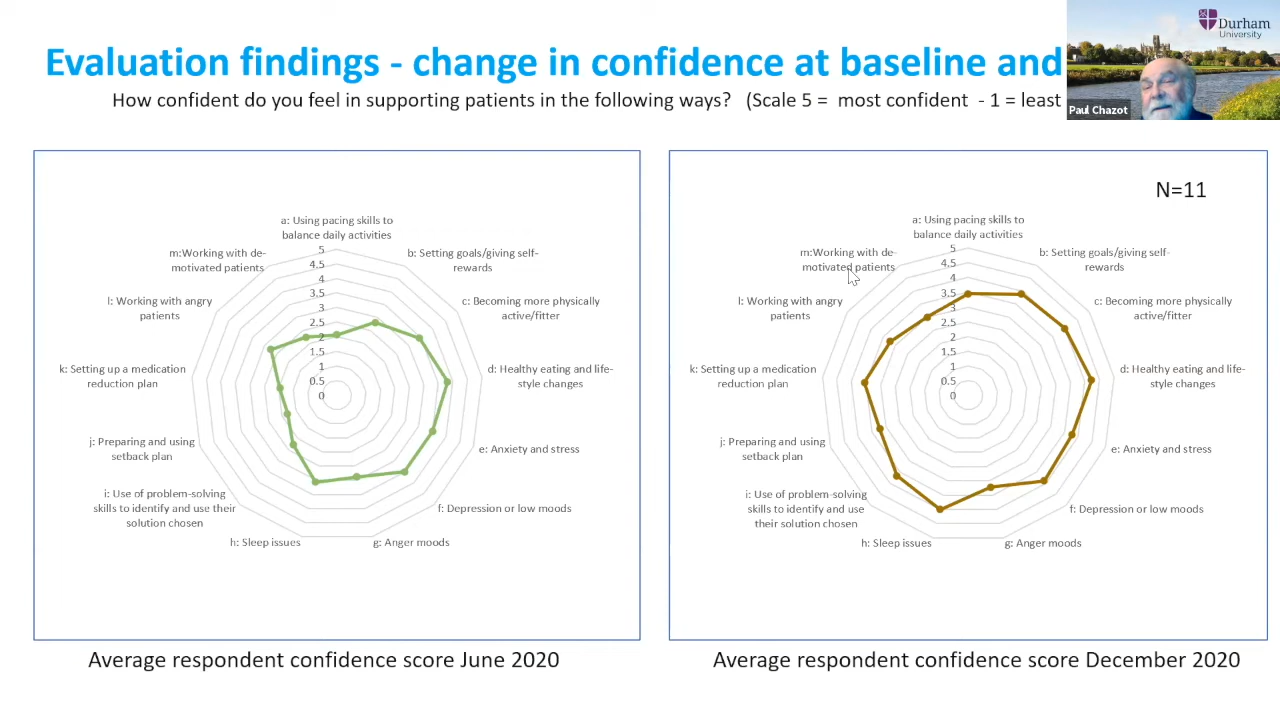 Durham
University
Evaluation findings - change in confidence at baseline and
How confident do you feel in supporting patients in the following ways? (Scale 5 = most confident - 1 = least
Paul Chazot
a: Using pacing skills to
balance daily activities
b: Setting goals/giving self-
rewards
c: Becoming more physically
active/fitter
d: Healthy eating and life-
style changes
e: Anxiety and stress
f: Depression or low moods
g: Anger moods
h: Sleep issues
i: Use of problem-solving
skills to identify and use their
solution chosen
j: Preparing and using
setback plan
k: Setting up a medication
reduction plan
l: Working with angry
patients
m:Working with de-
motivated patients
5
4.5
4
3.5
3
2.5
2
1.5
1
0.5
0
Average respondent confidence score June 2020
N=11
a: Using pacing skills to
balance daily activities
b: Setting goals/giving self-
rewards
c: Becoming more physically
active/fitter
d: Healthy eating and life-
style changes
e: Anxiety and stress
f: Depression or low moods
g: Anger moods
h: Sleep issues
i: Use of problem-solving
skills to identify and use
their solution chosen
j: Preparing and using
setback plan
k: Setting up a medication
reduction plan
l: Working with angry
patients
m:Working with de-
motivated patients
5
4.5
4
3.5
3
2.5
2
1.5
1
0.5
0
Average respondent confidence score December 2020